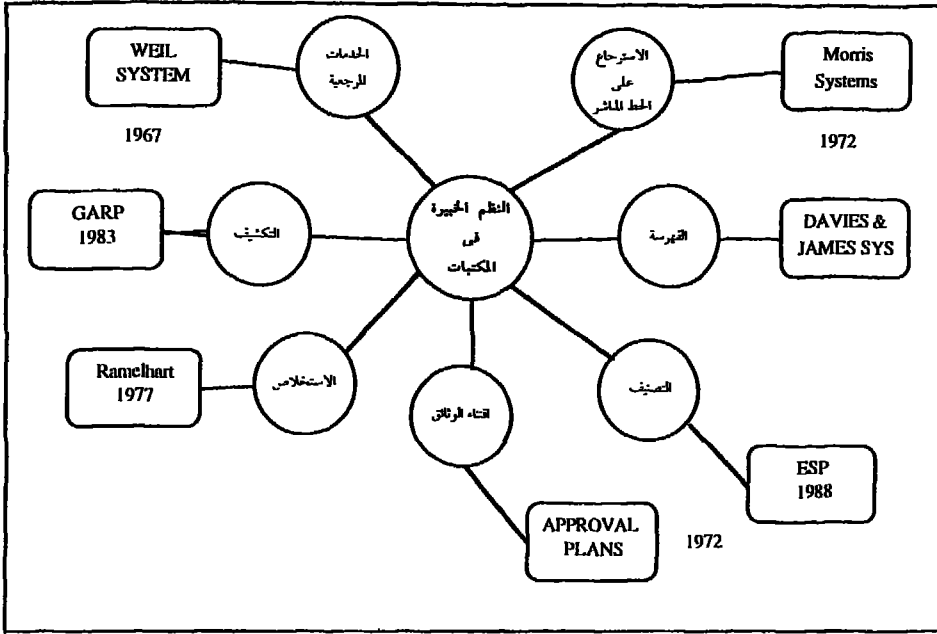 WEIL
SYSTEM
1967
الخدمات
المرجعية
الاسترجاع
على
الخط المباشر
Morris
Systems
1972
GARP
1983
التكشيف
النظم الخبيرة
فى
المكتبات
الفهرسة
DAVIES &
JAMES SYS
Ramelhart
1977
الاستخلاص
اقتناء الوثائق
التصنيف
ESP
1988
APPROVAL
PLANS
1972